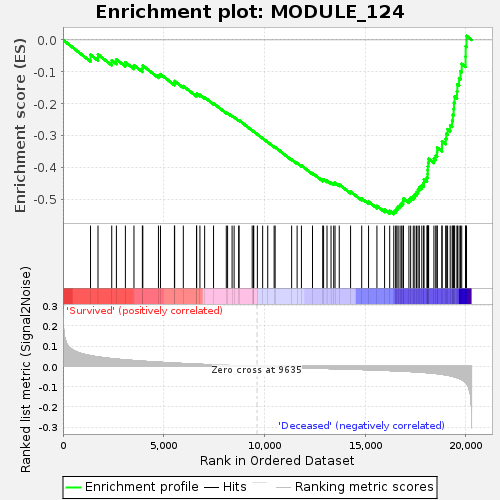 Enrichment plot: MODULE_124
Enrichment score (ES)
0.0
-0.1
-0.2
-0.3
-0.4
-0.5
Ranked list metric (Signal2Noise)
0.3
0.2
0.1
0.0
-0.1
-0.2
-0.3
'Survived' (positively correlated)
Zero cross at 9635
'Deceased' (negatively correlated)
0
5,000
10,000
15,000
20,000
Rank in Ordered Dataset
Enrichment profile
Hits
Ranking metric scores